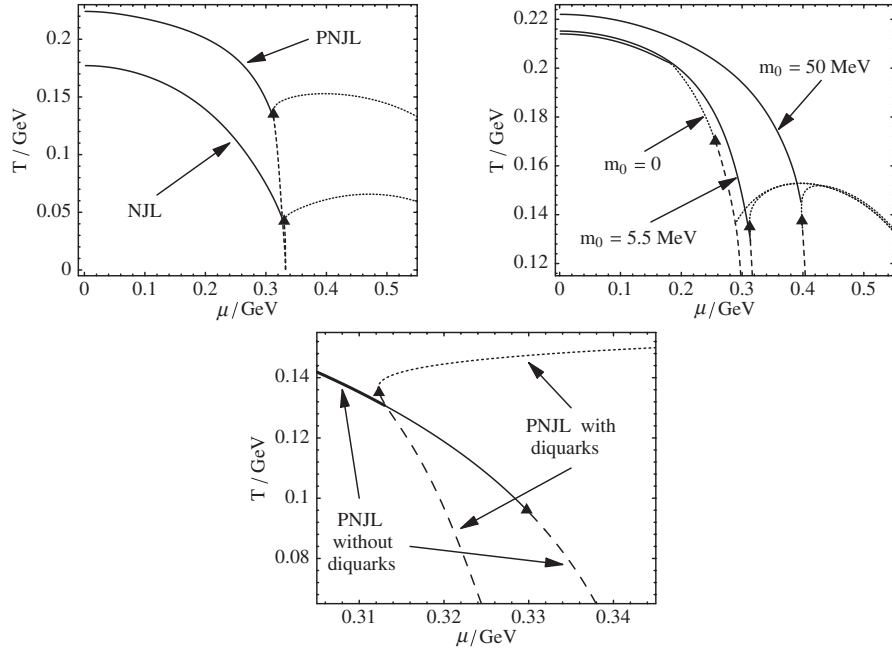 0.2
0.15
0.1
0.05
0
T / GeV
PNJL
NJL
0 0.1 0.2 0.3 0.4 0.5
μ/GeV
0.22
0.2
0.18
0.16
0.14
0.12
T / GeV
m0 = 50 MeV
m0 = 0
m0 = 5.5 MeV
0 0.1 0.2 0.3 0.4 0.5
μ/GeV
0.14
0.12
0.1
0.08
T / GeV
PNJL with
diquarks
PNJL
without
diquarks
0.31 0.32 0.33 0.34
μ/GeV